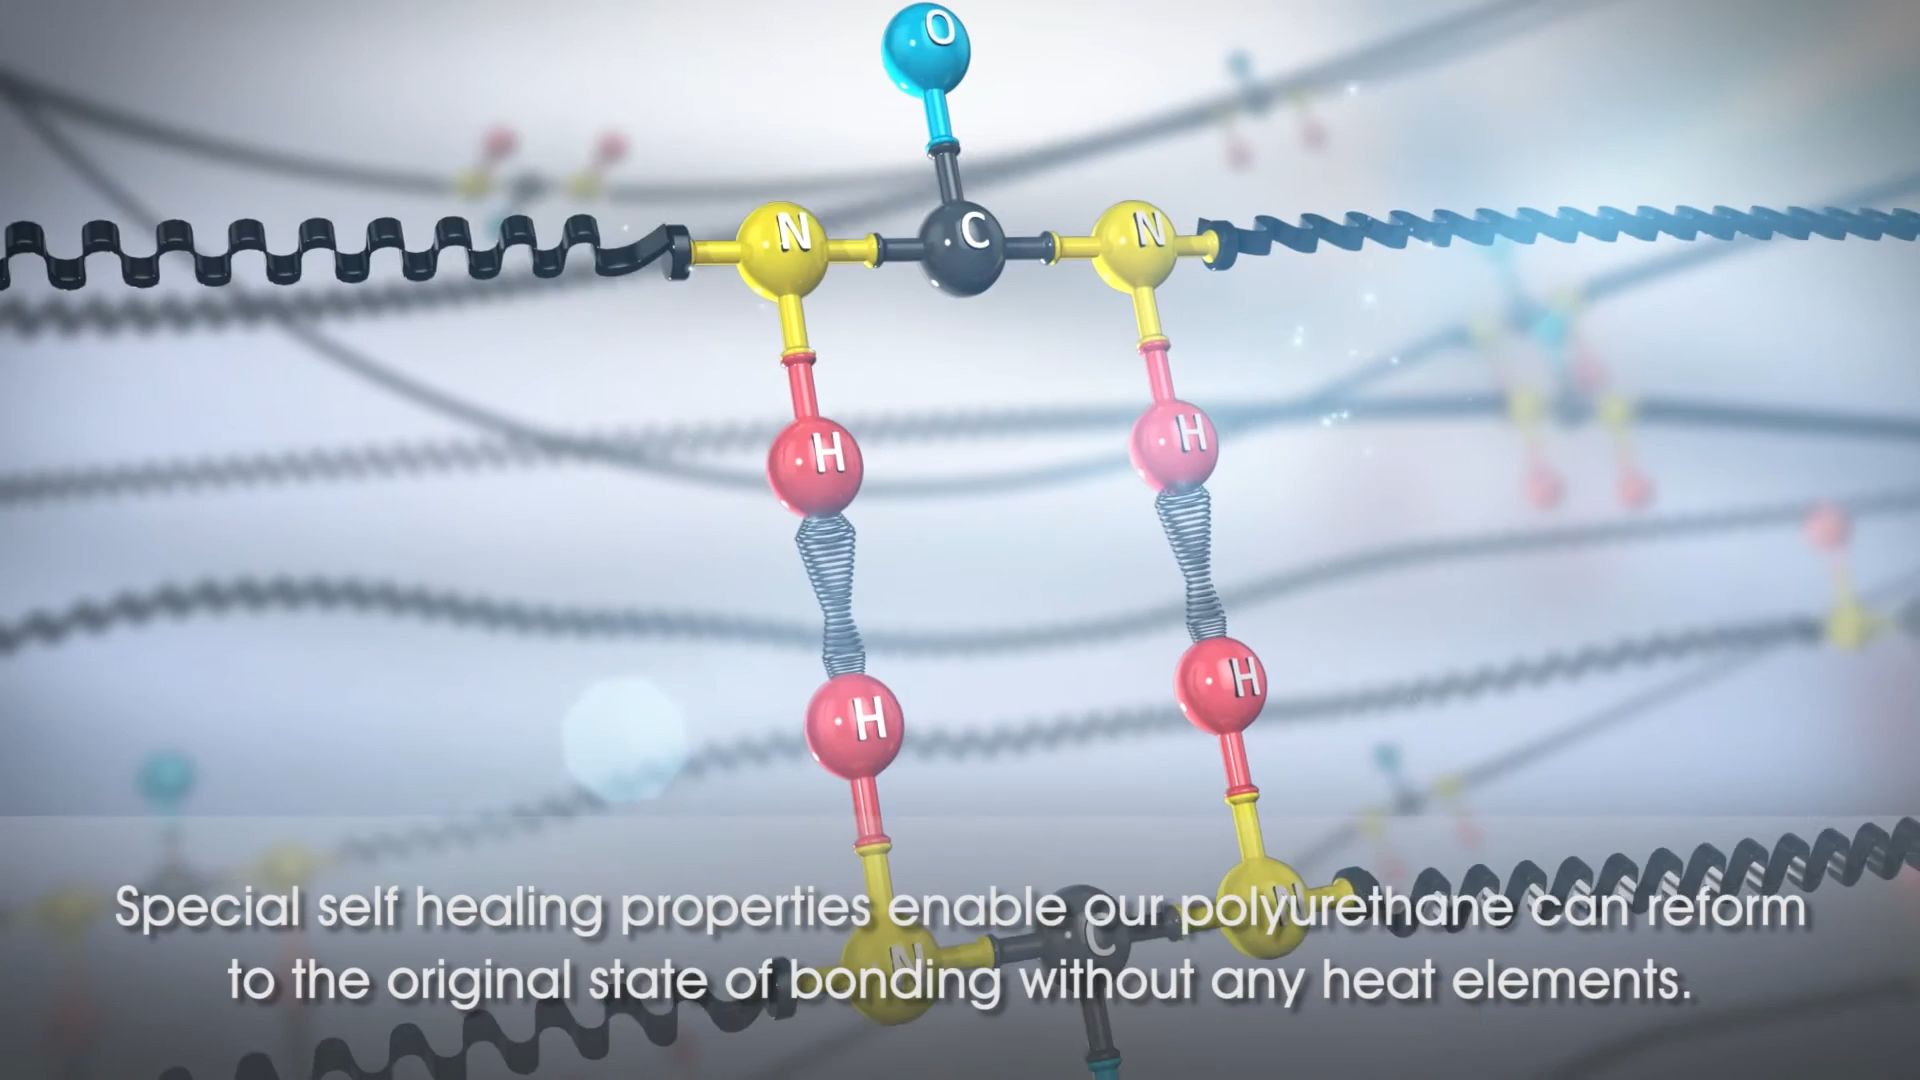 O
N C N
H H
H H
N C N
Special self healing properties enable our polyurethane can reform
to the original state of bonding without any heat elements.